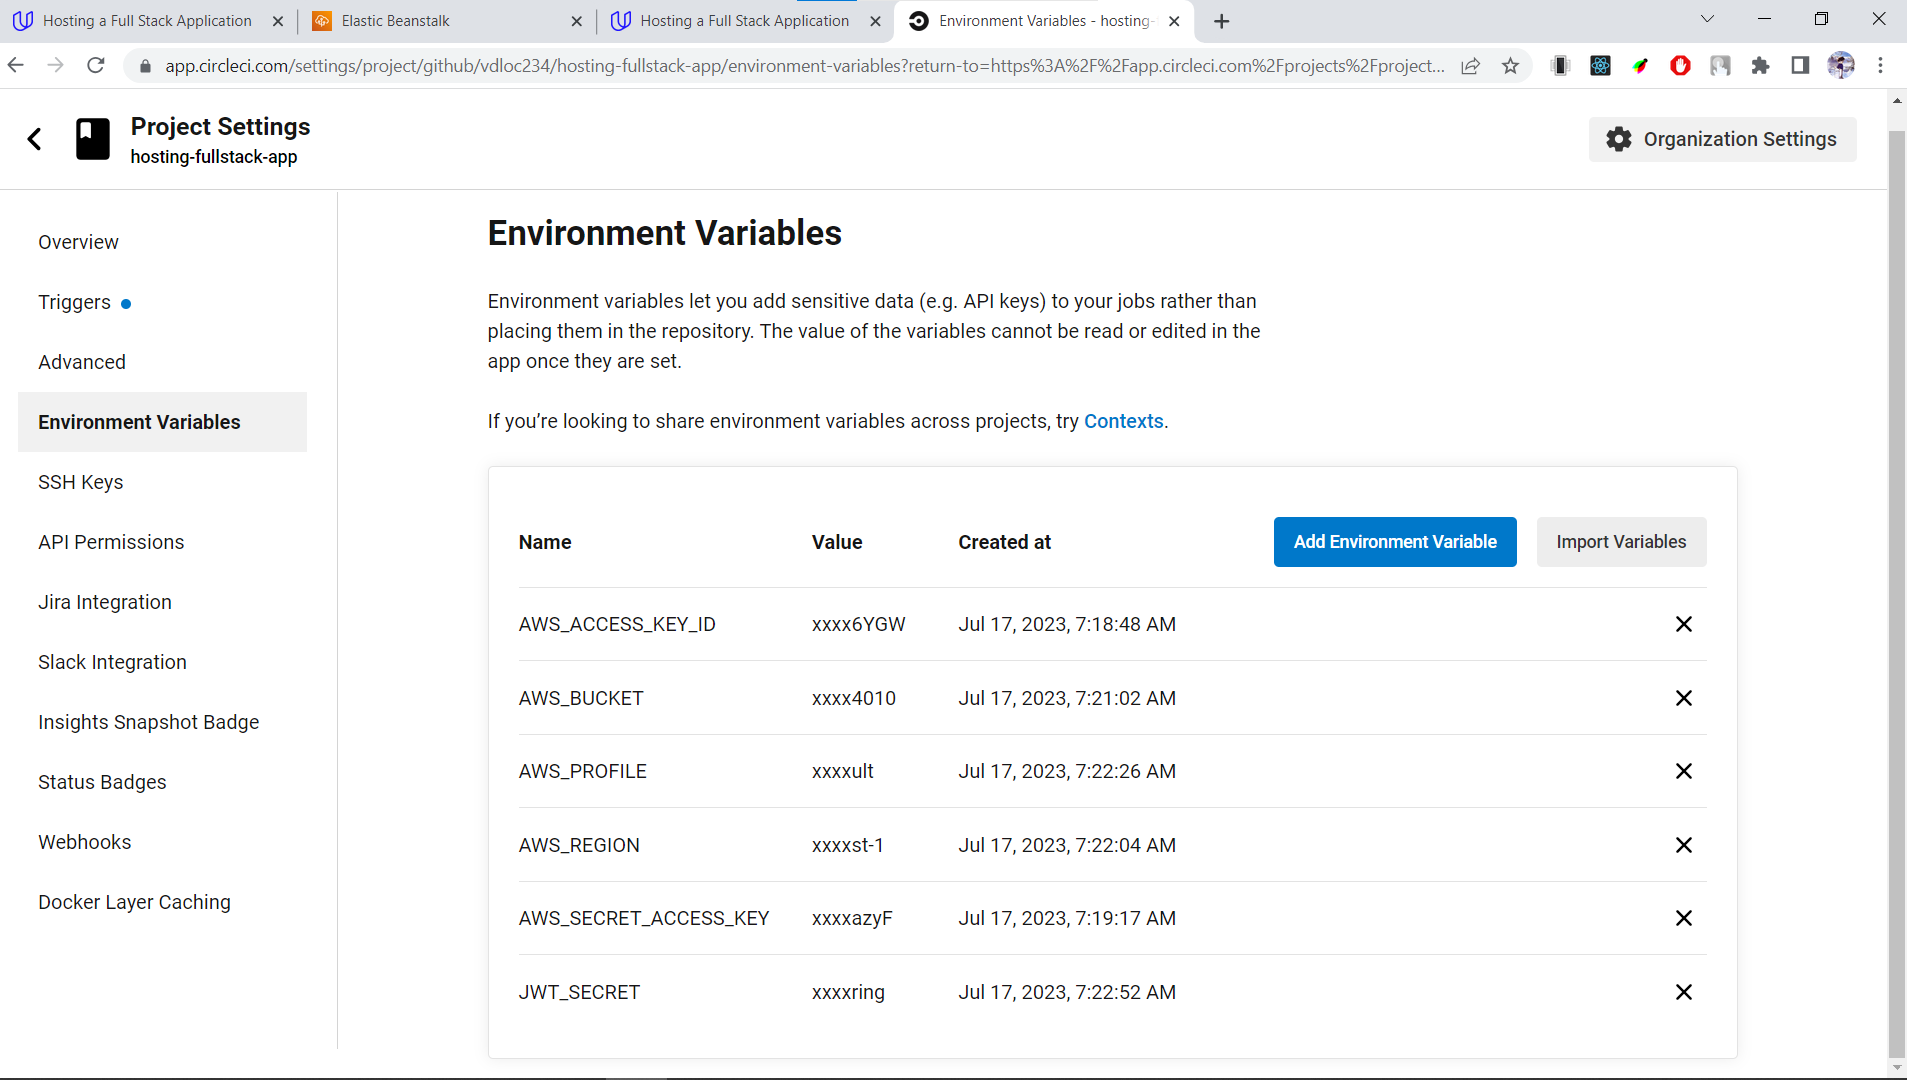 Hosting a Full Stack Application
Elastic Beanstalk
Hosting a Full Stack Application
Environment Variables - hosting-
app.circleci.com/settings/project/github/vdloc234/hosting-fullstack-app/environment-variables?return-to=https%3A%2F%2Fapp.circleci.com%2Fprojects%2Fproject...
Project Settings
hosting-fullstack-app
Organization Settings
Overview
Triggers
Advanced
Environment Variables
SSH Keys
API Permissions
Jira Integration
Slack Integration
Insights Snapshot Badge
Status Badges
Webhooks
Docker Layer Caching
Environment Variables
Environment variables let you add sensitive data (e.g. API keys) to your jobs rather than
placing them in the repository. The value of the variables cannot be read or edited in the
app once they are set.
If you’re looking to share environment variables across projects, try Contexts.
Name Value Created at Add Environment Variable Import Variables
AWS_ACCESS_KEY_ID xxxx6YGW Jul 17, 2023, 7:18:48 AM
AWS_BUCKET xxxx4010 Jul 17, 2023, 7:21:02 AM
AWS_PROFILE xxxxult Jul 17, 2023, 7:22:26 AM
AWS_REGION xxxxst-1 Jul 17, 2023, 7:22:04 AM
AWS_SECRET_ACCESS_KEY xxxxazyF Jul 17, 2023, 7:19:17 AM
JWT_SECRET xxxxring Jul 17, 2023, 7:22:52 AM